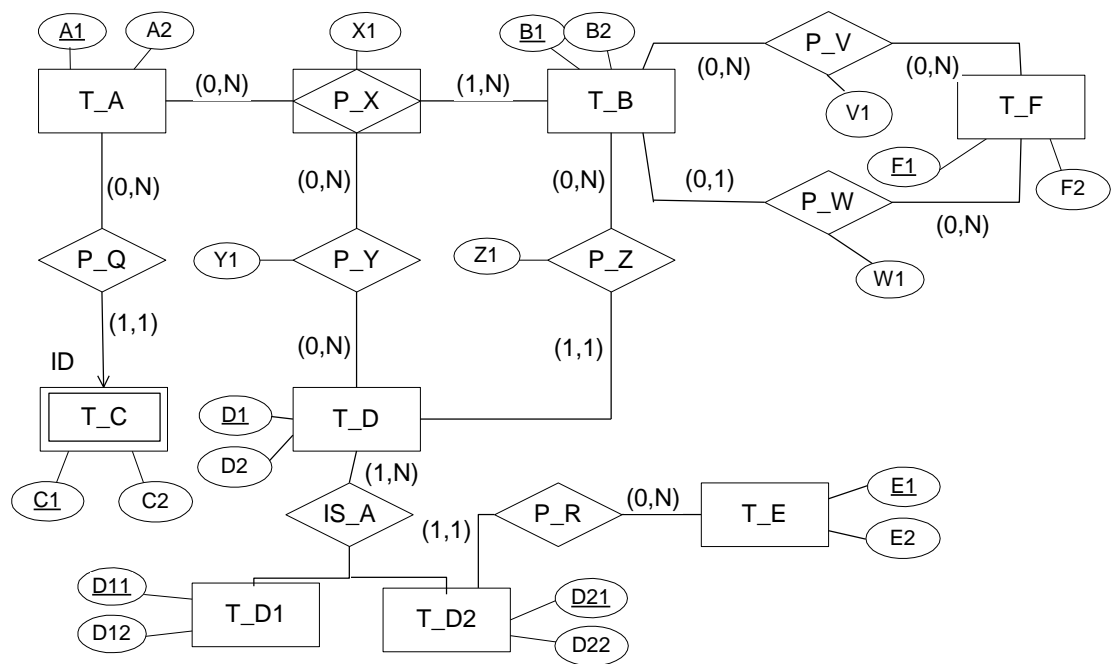 A1
A2
X1
B1
B2
P_V
(0,N)
(0,N)
(0,N)
(1,N)
T_A
P_X
T_B
V1
T_F
F1
F2
(0,N)
(0,N)
(0,N)
(0,1)
P_W
(0,N)
P_Q
Y1
P_Y
Z1
P_Z
W1
(1,1)
(0,N)
(1,1)
ID
T_C
D1
T_D
D2
C1
C2
(1,N)
IS_A
(1,1)
P_R
(0,N)
T_E
E1
E2
D11
D12
T_D1
T_D2
D21
D22